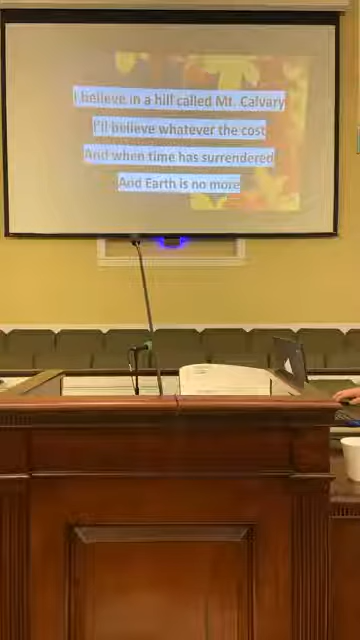 I believe in a hill called Mt. Calvary
I'll believe whatever the cost
And when time has surrendered
And Earth is no more